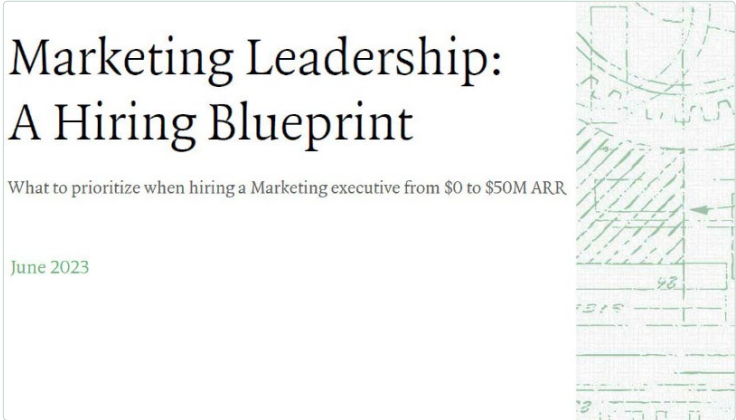 Marketing Leadership:
A Hiring Blueprint
What to prioritize when hiring a Marketing executive from $0 to $50M ARR
June 2023